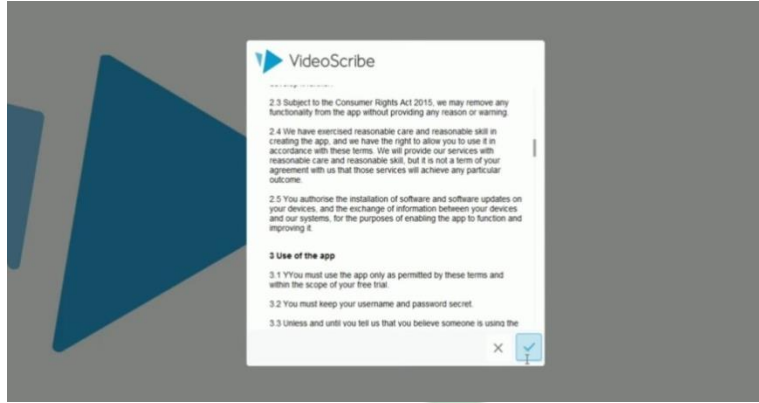 VideoScribe
2.3 Subject to the Consumer Rights Act 2015, we may remove any
functionality from the app without providing any reason or warning.
2.4 We have exercised reasonable care and reasonable skill in
creating the app, and we have the right to allow you to use it in
accordance with these terms. We will provide our services with
reasonable care and reasonable skill, but it is not a term of your
agreement with us that those services will achieve any particular
outcome.
2.5 You authorise the installation of software and software updates on
your devices, and the exchange of information between your devices
and our systems, for the purposes of enabling the app to function and
improving it.
3 Use of the app
3.1 YYou must use the app only as permitted by these terms and
within the scope of your free trial.
3.2 You must keep your username and password secret.
3.3 Unless and until you tell us that you believe someone is using the